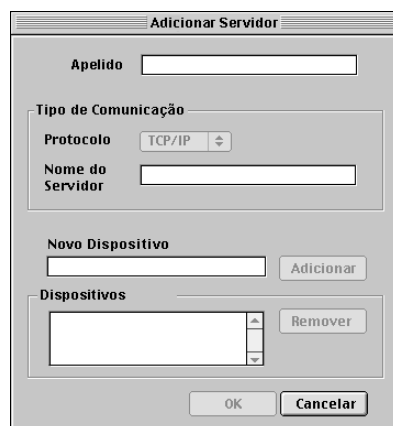 Adicionar Servidor
Apelido
Tipo de Comunicação
Protocolo
TCP/IP
Nome do
Servidor
Novo Dispositivo
Adicionar
Dispositivos
Remover
OK
Cancelar